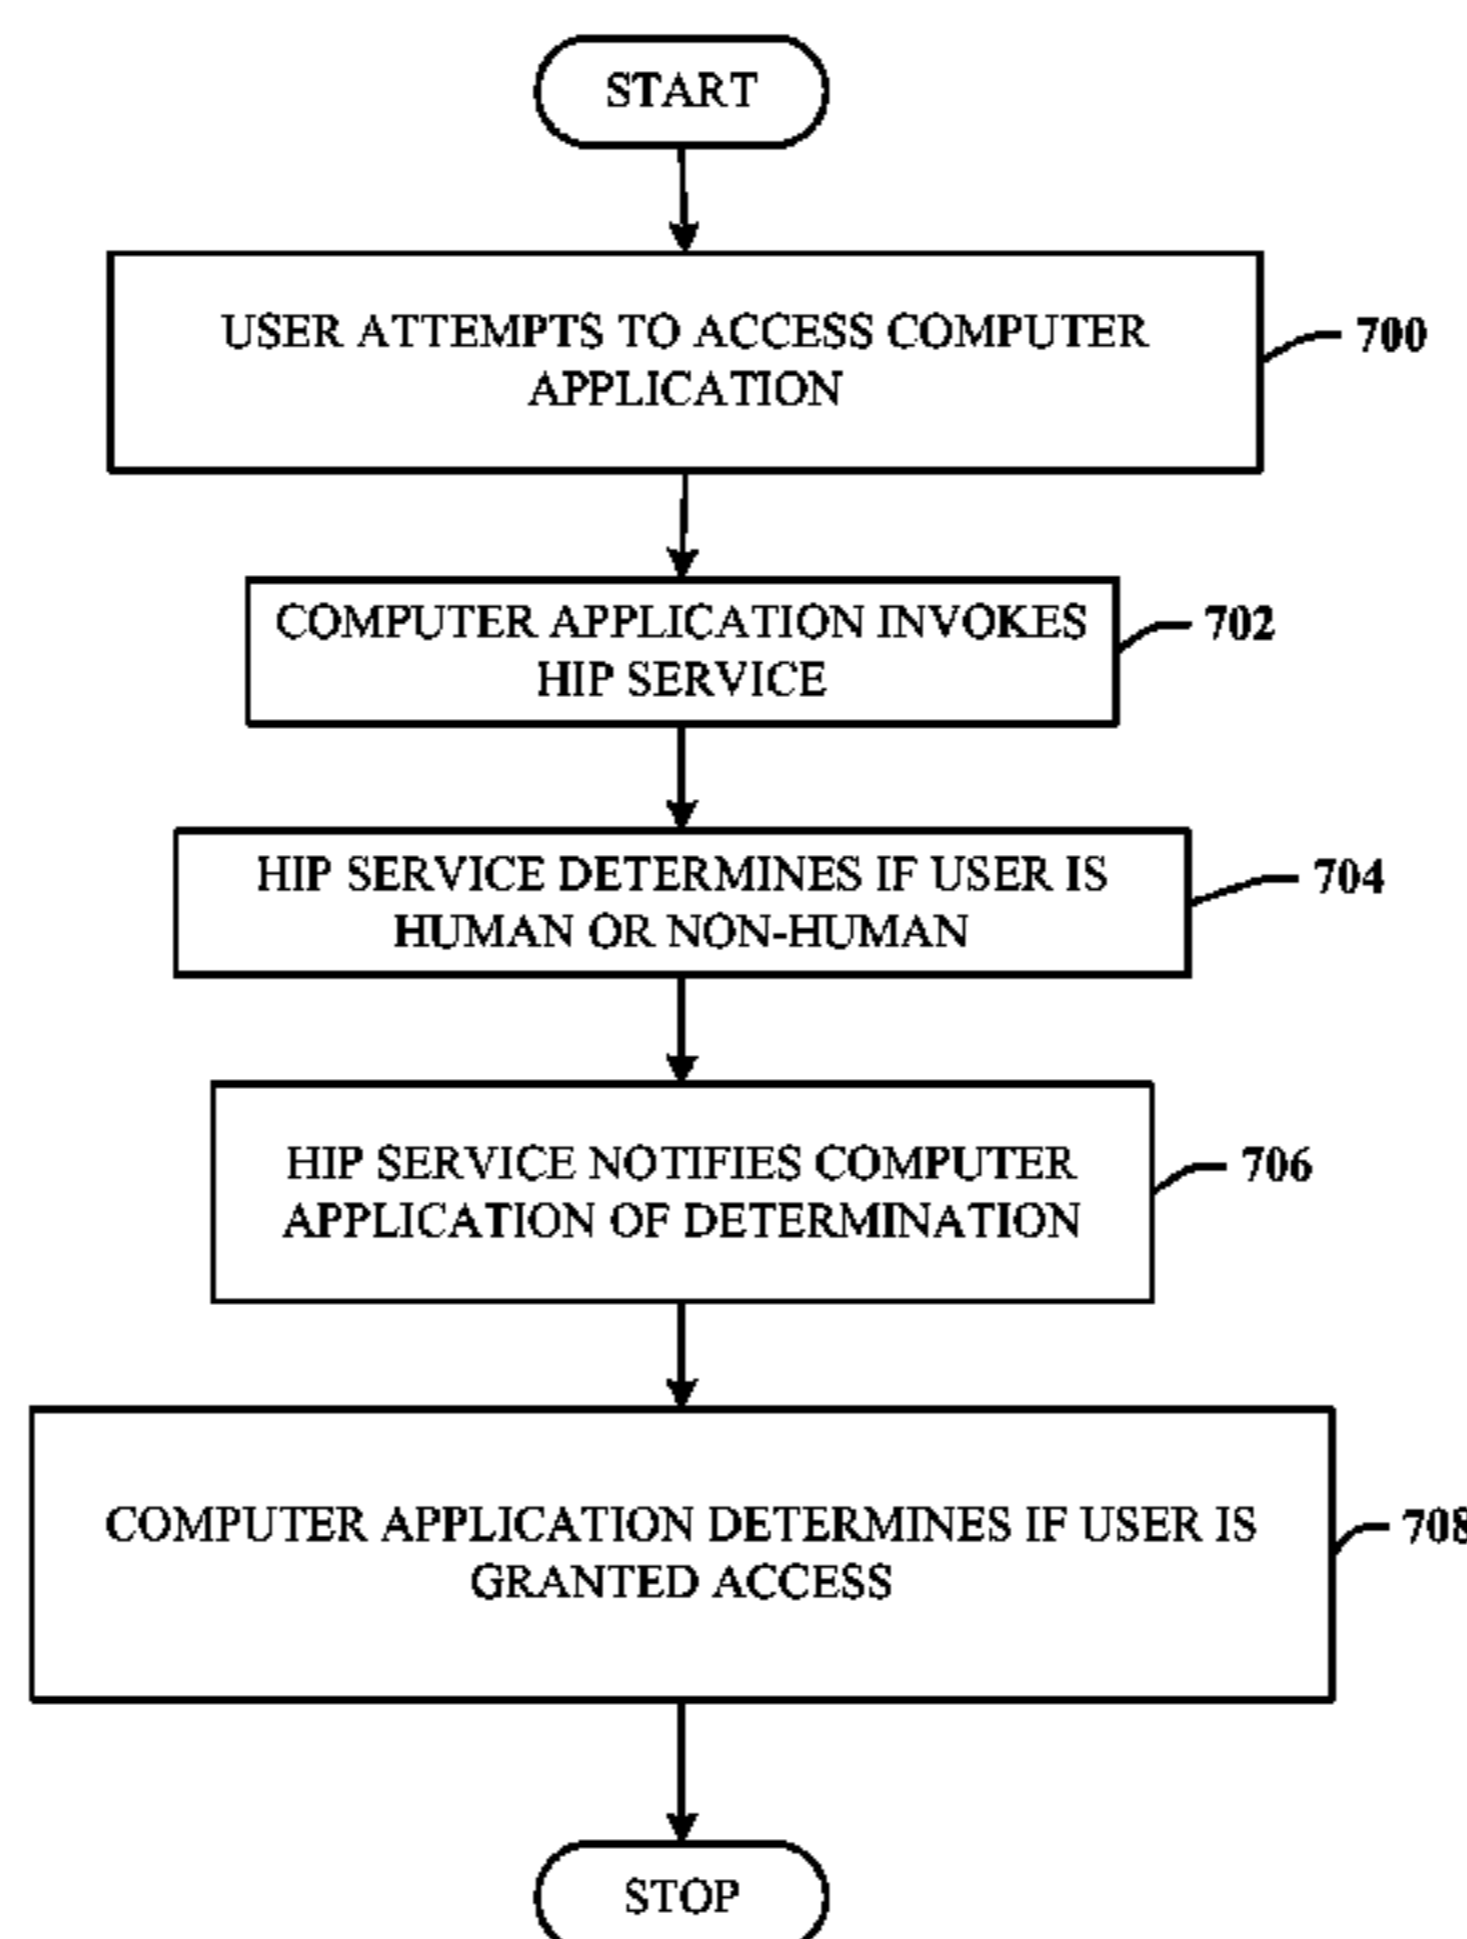 START
USER ATTEMPTS TO ACCESS COMPUTER
APPLICATION
700
COMPUTER APPLICATION INVOKES
HIP SERVICE
702
HIP SERVICE DETERMINES IF USER IS
HUMAN OR NON-HUMAN
704
HIP SERVICE NOTIFIES COMPUTER
APPLICATION OF DETERMINATION
706
COMPUTER APPLICATION DETERMINES IF USER IS
GRANTED ACCESS
708
STOP